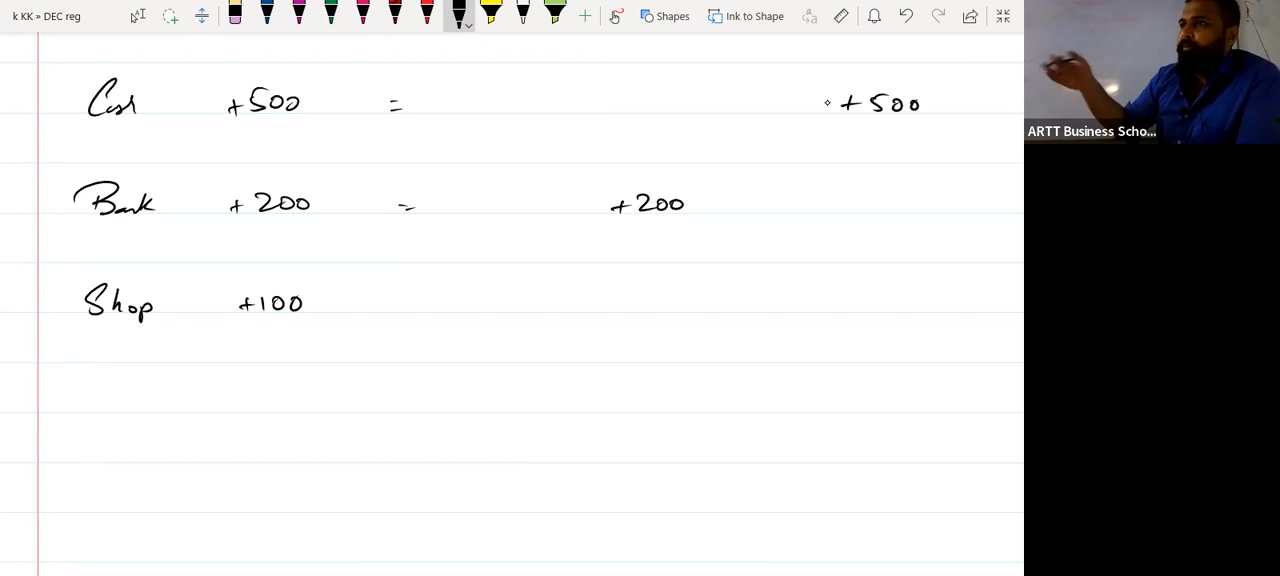 k KK » DEC reg
Shapes
Ink to Shape
Cash +500 = +500
Bank +200 = +200
Shop +100
ARTT Business Scho...